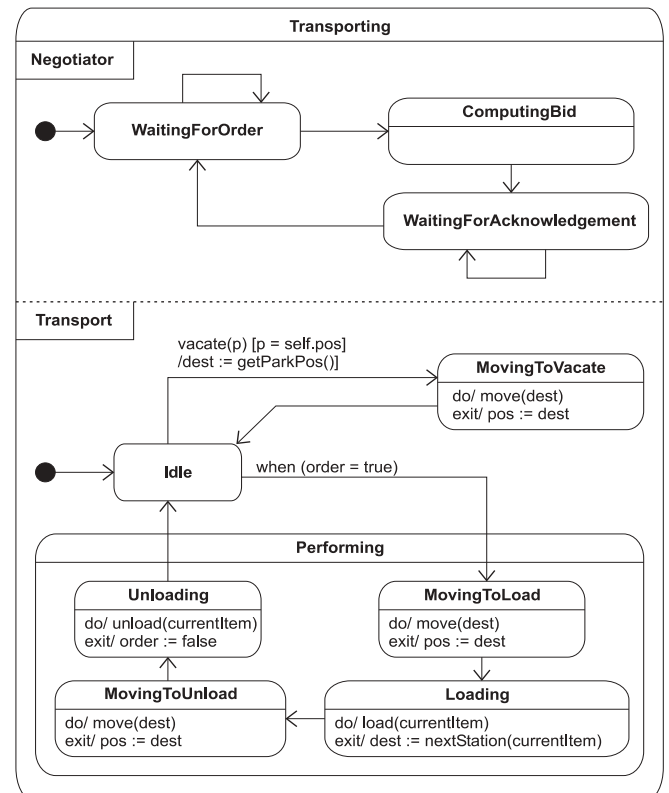 Transporting
Negotiator
WaitingForOrder
ComputingBid
WaitingForAcknowledgement
Transport
vacate(p) [p = self.pos]
/dest := getParkPos()]
MovingToVacate
do/ move(dest)
exit/ pos := dest
Idle
when (order = true)
Performing
Unloading
do/ unload(currentItem)
exit/ order := false
MovingToLoad
do/ move(dest)
exit/ pos := dest
MovingToUnload
do/ move(dest)
exit/ pos := dest
Loading
do/ load(currentItem)
exit/ dest := nextStation(currentItem)